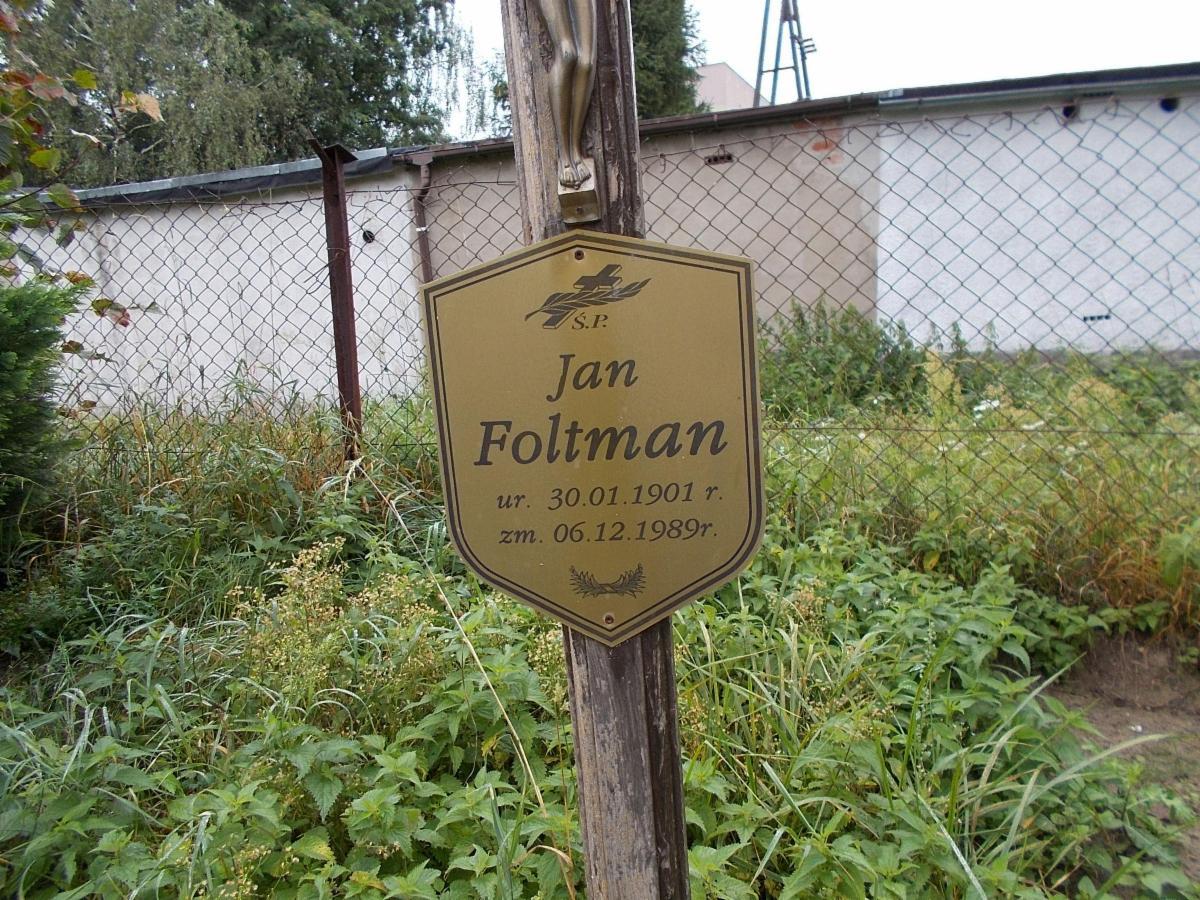 Ś.P.
Jan
Foltman
ur. 30.01.1901 r.
zm. 06.12.1989r.